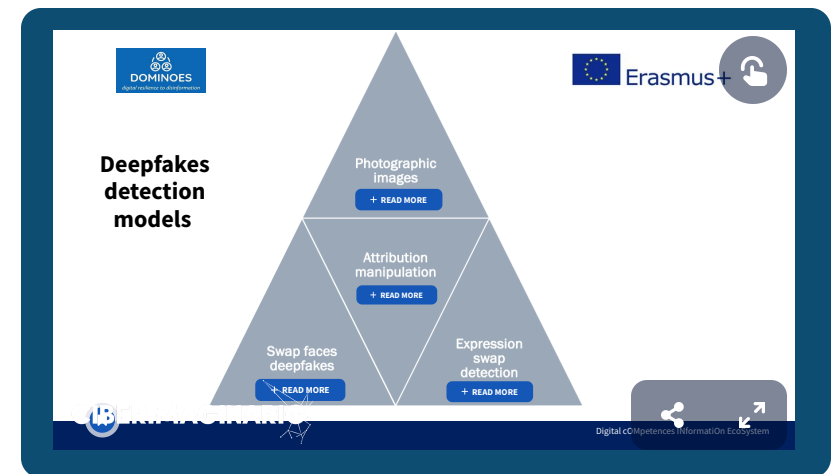 DOMINOES
digital resilience to disinformation
Erasmus+
Deepfakes
detection
models
Photographic
images
+ READ MORE
Attribution
manipulation
+ READ MORE
Swap faces
deepfakes
+ READ MORE
Expression
swap
detection
+ READ MORE
Digital cOMpetences INformatiOn EcoSystem